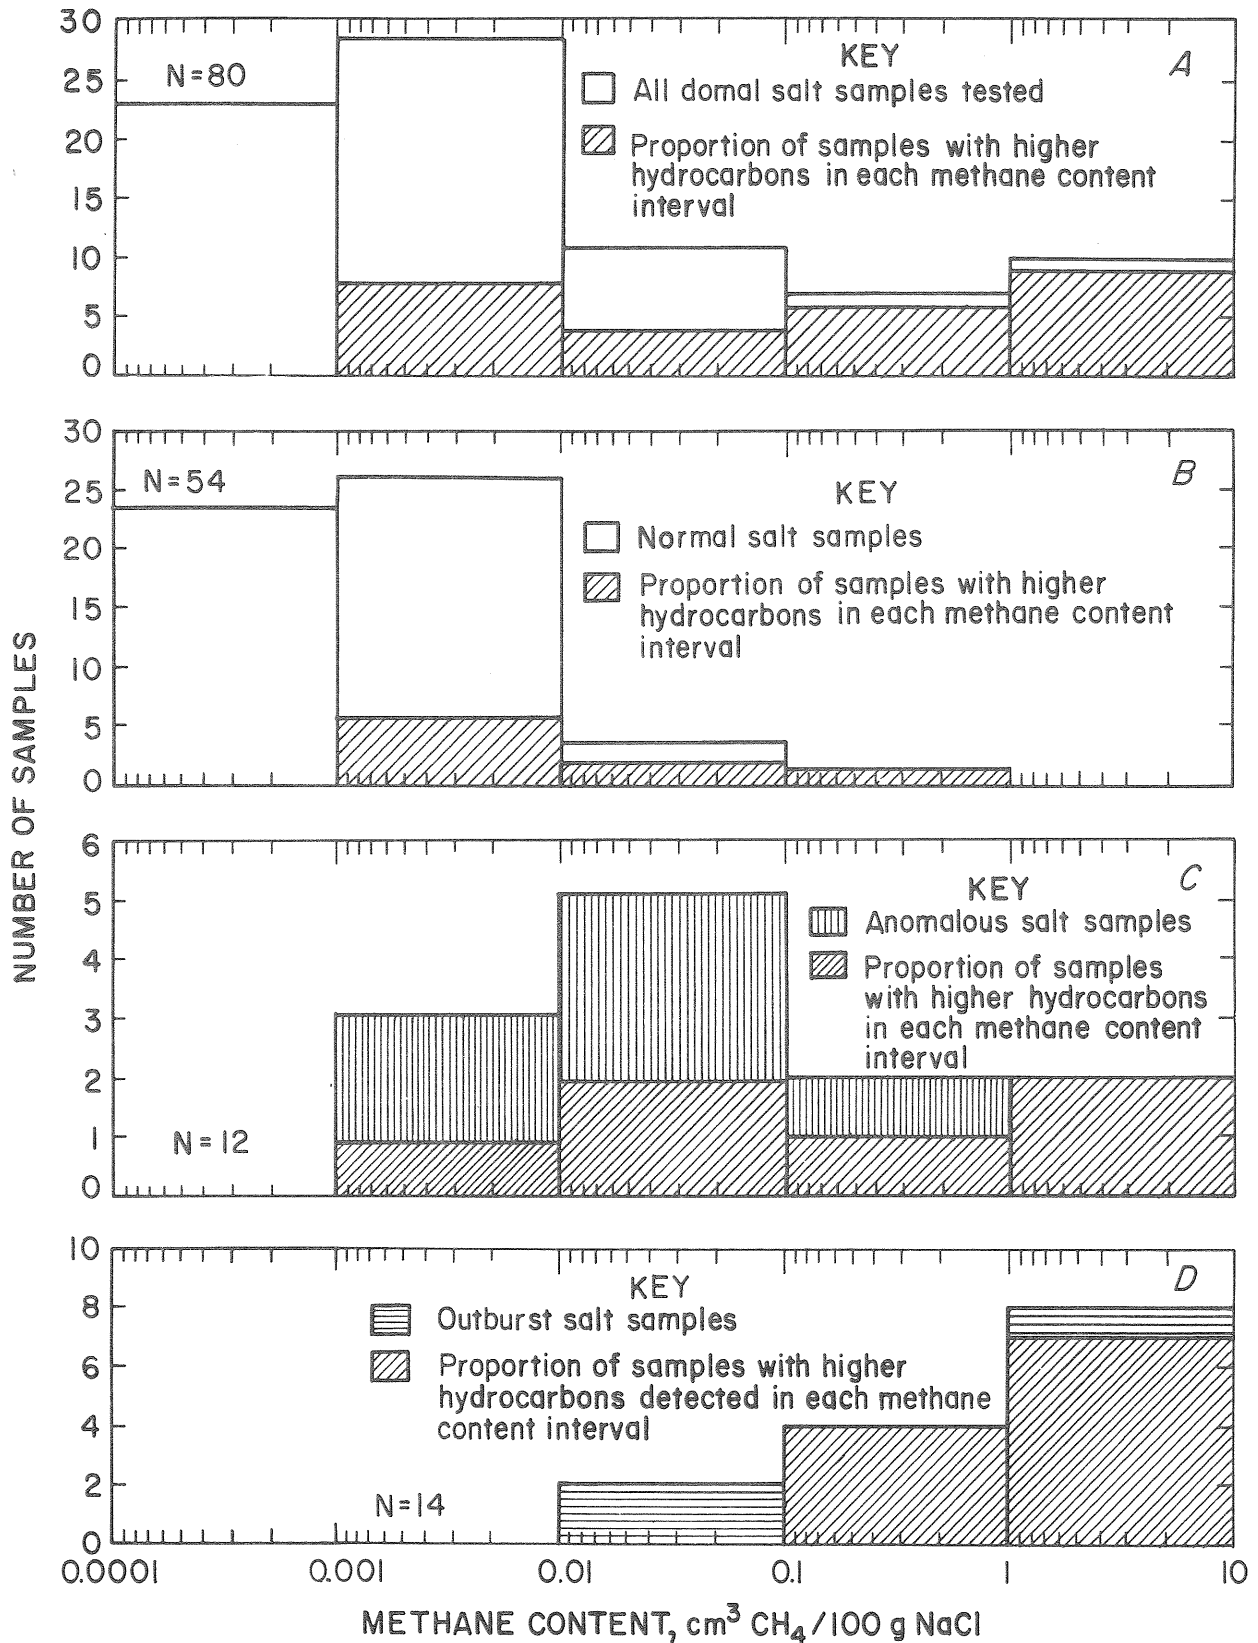 30
25
20
15
10
5
0
N=80
KEY
A
All domal salt samples tested
Proportion of samples with higher
hydrocarbons in each methane content
interval
30
25
20
15
10
5
0
N=54
KEY
B
Normal salt samples
Proportion of samples with higher
hydrocarbons in each methane content
interval
NUMBER OF SAMPLES
6
5
4
3
2
1
0
N=12
KEY
C
Anomalous salt samples
Proportion of samples
with higher hydrocarbons
in each methane content
interval
10
8
6
4
2
0
KEY
D
Outburst salt samples
Proportion of samples with higher
hydrocarbons detected in each methane
content interval
N=14
0.0001 0.001 0.01 0.1 1 10
METHANE CONTENT, cm³ CH₄/100 g NaCl